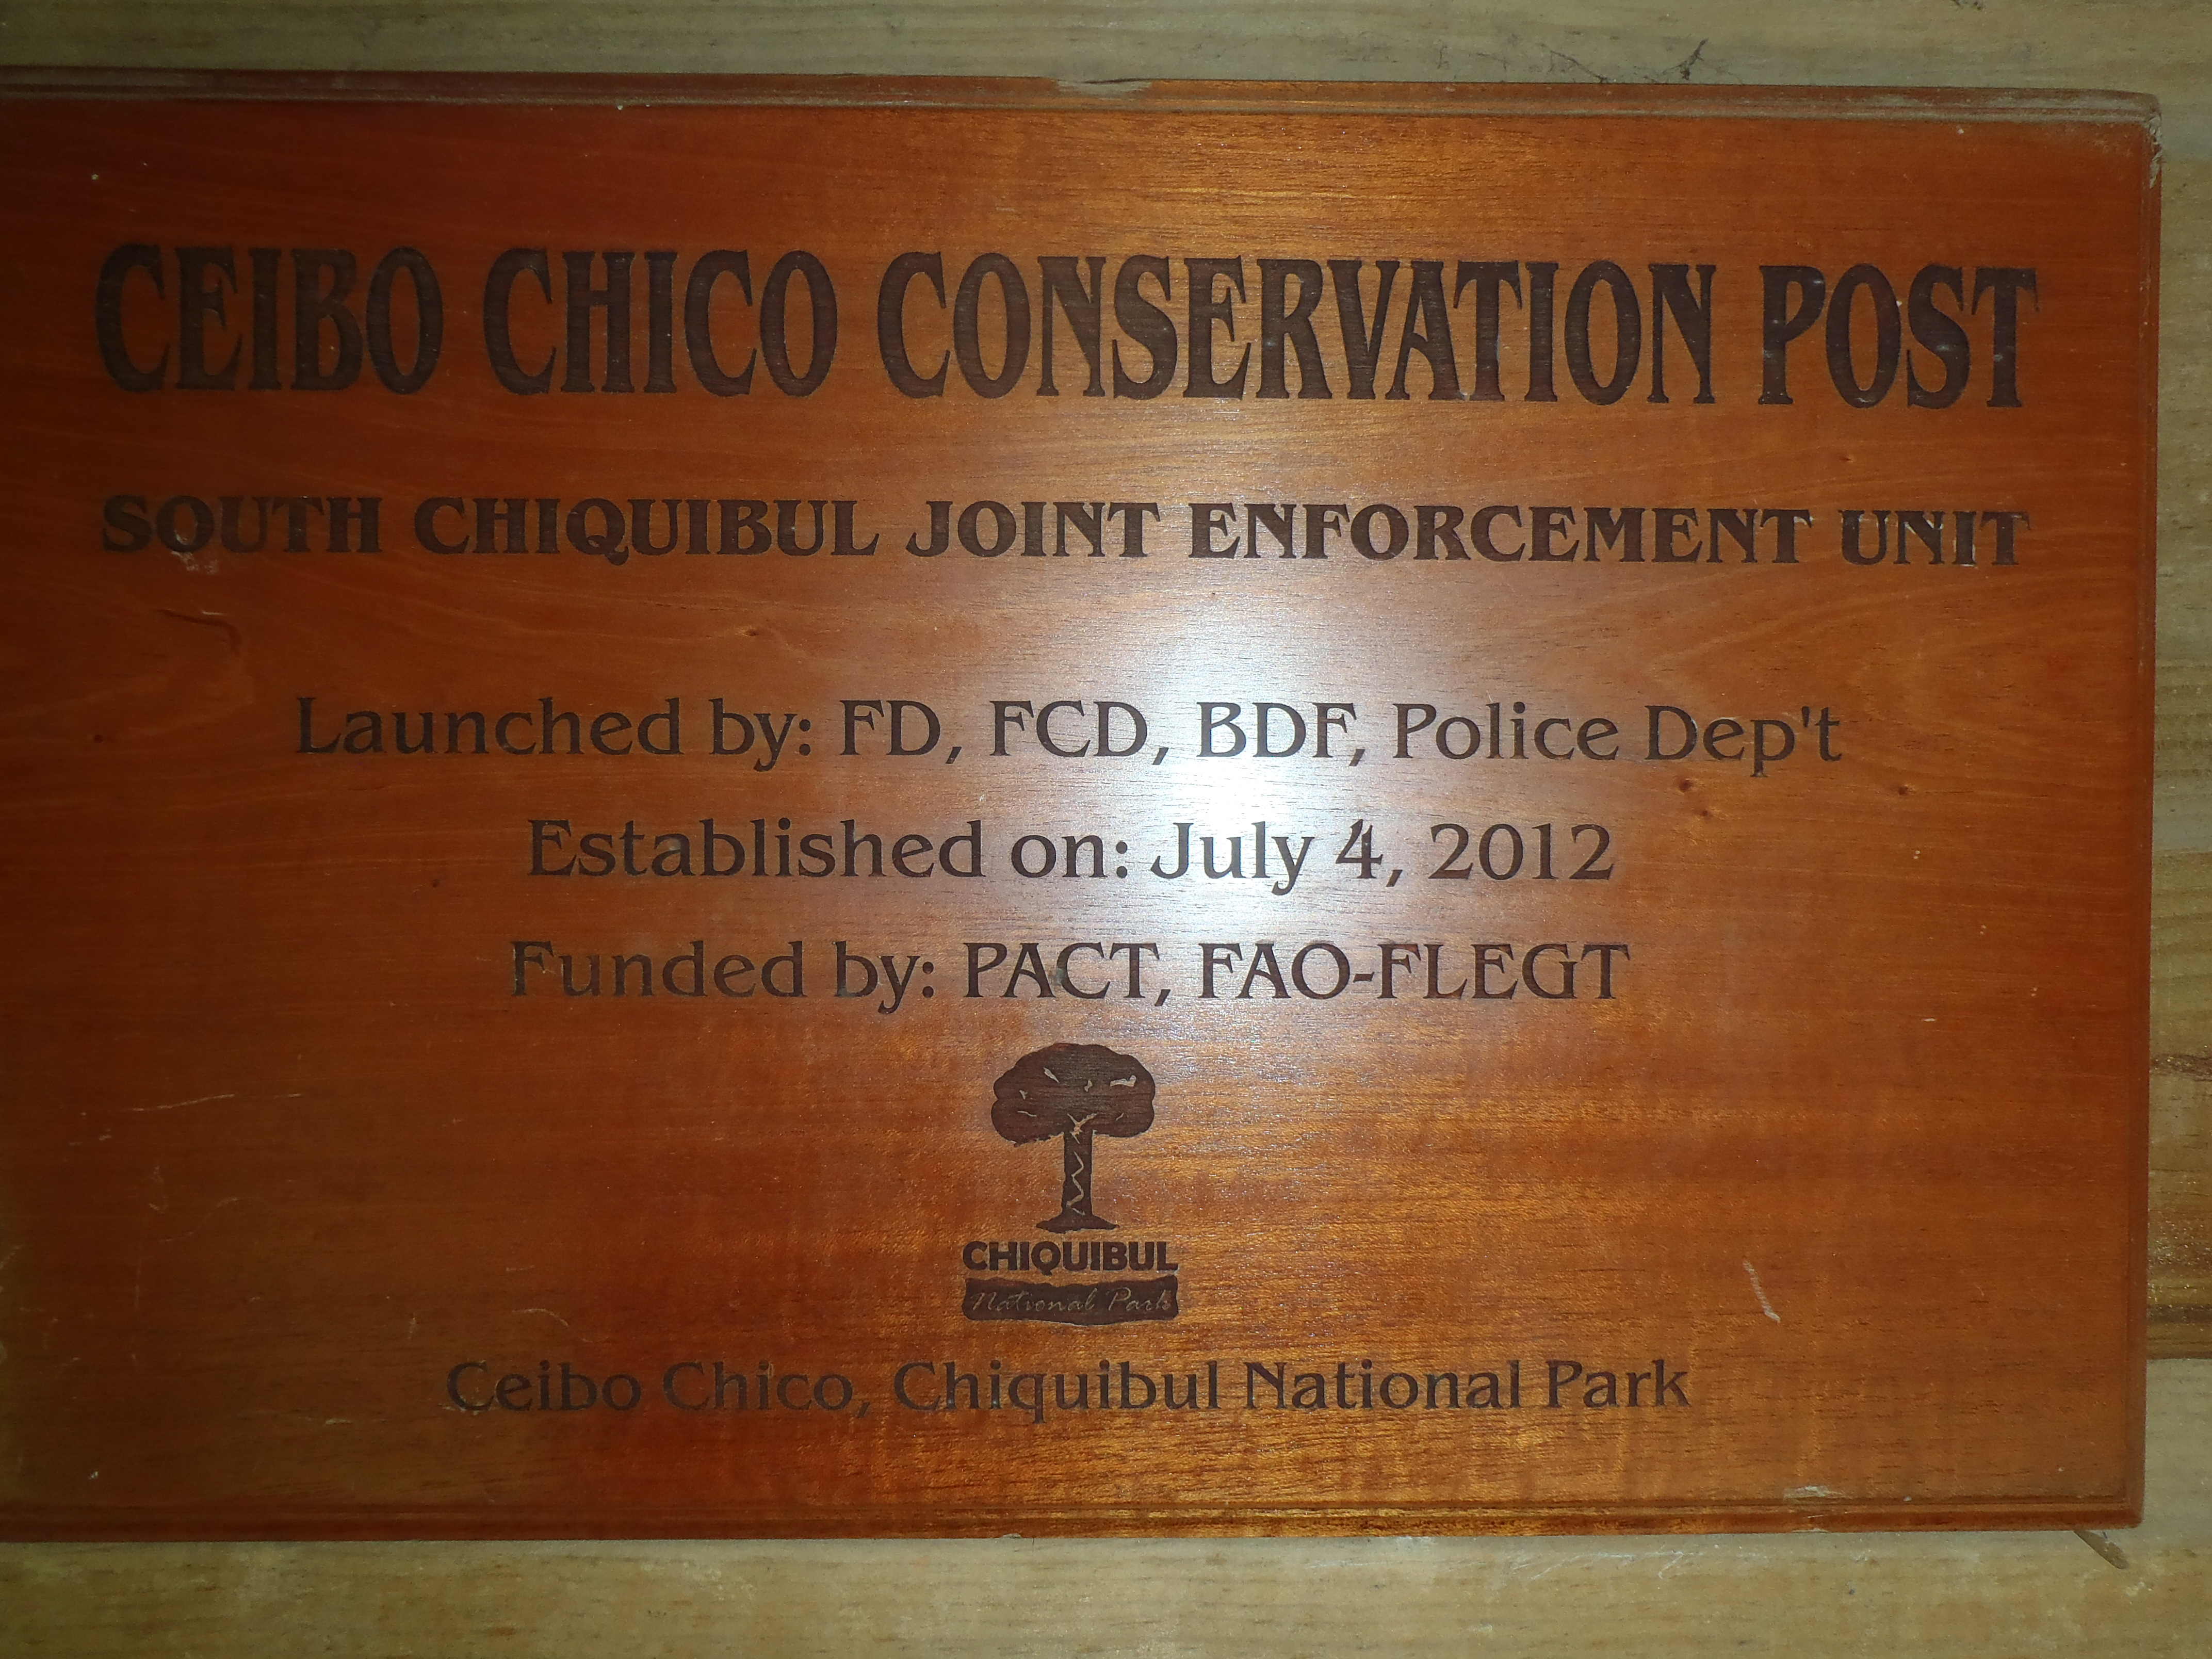 CEIBO CHICO CONSERVATION POST
SOUTH CHIQUIBUL JOINT ENFORCEMENT UNIT
Launched by: FD, FCD, BDF, Police Dep't
Established on: July 4, 2012
Funded by: PACT, FAO-FLEGT
CHIQUIBUL
National Park
Ceibo Chico, Chiquibul National Park